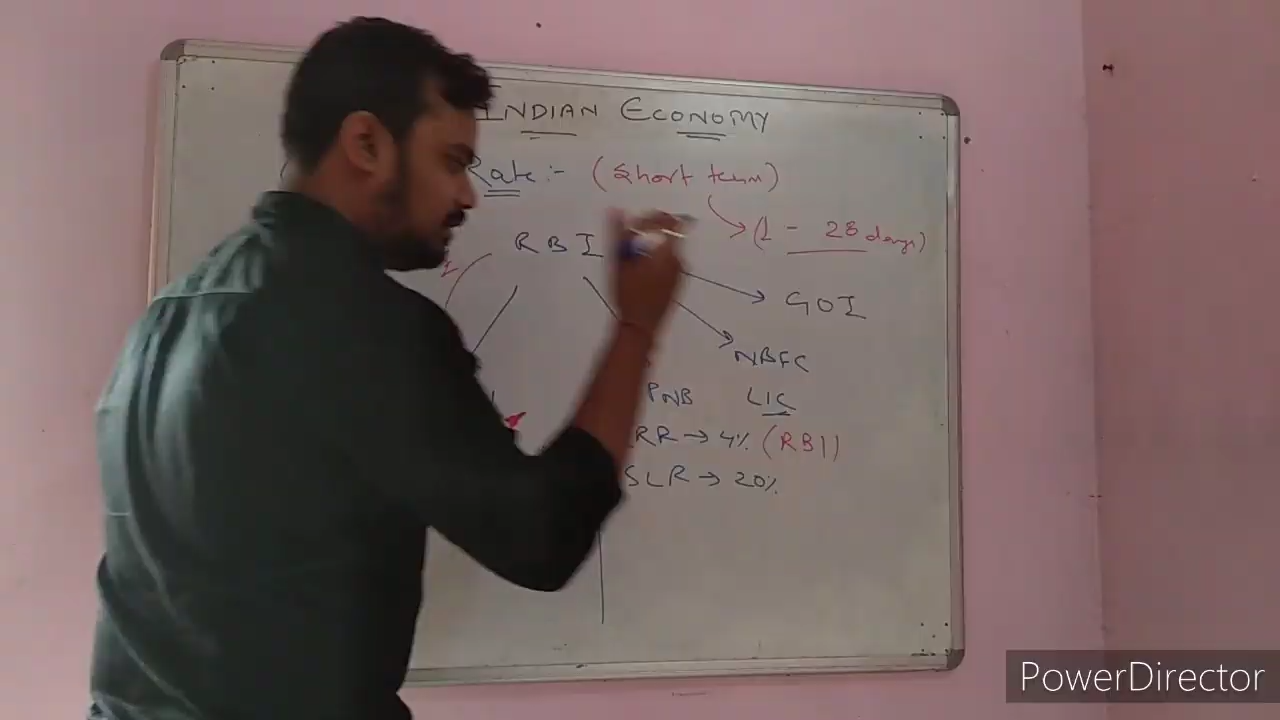 INDIAN ECONOMY
Rate :- (Short term)
(1 - 28 days)
RBI
GOI
NBFC
PNB LIC
RR → 4% (RBI)
SLR → 20%
PowerDirector